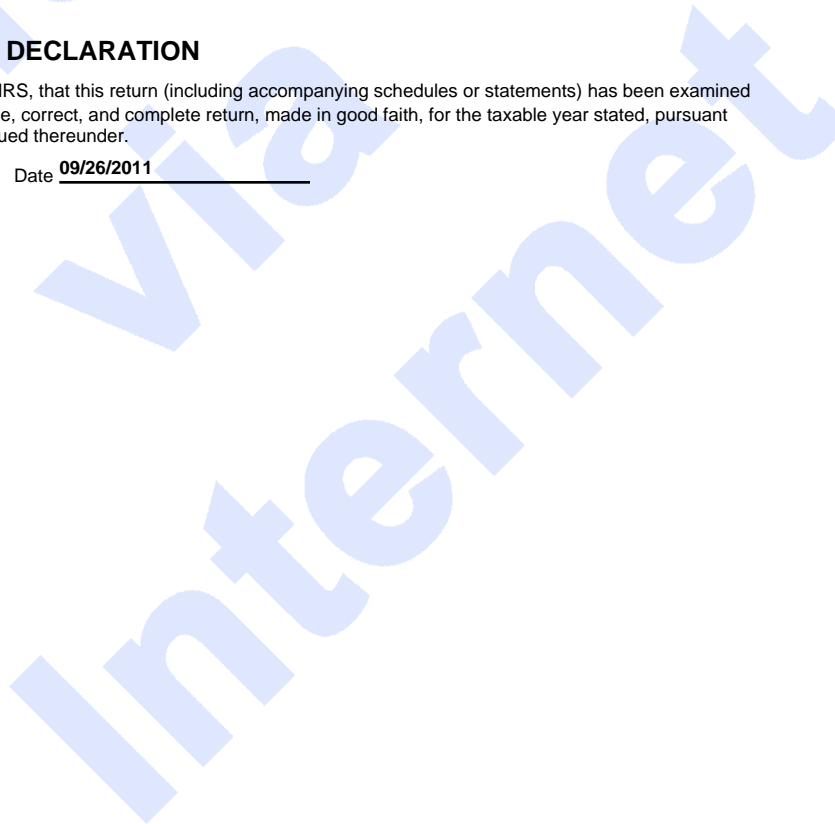 DECLARATION
IRS, that this return (including accompanying schedules or statements) has been examined
e, correct, and complete return, made in good faith, for the taxable year stated, pursuant
ued thereunder.
Date 09/26/2011
via
Internet